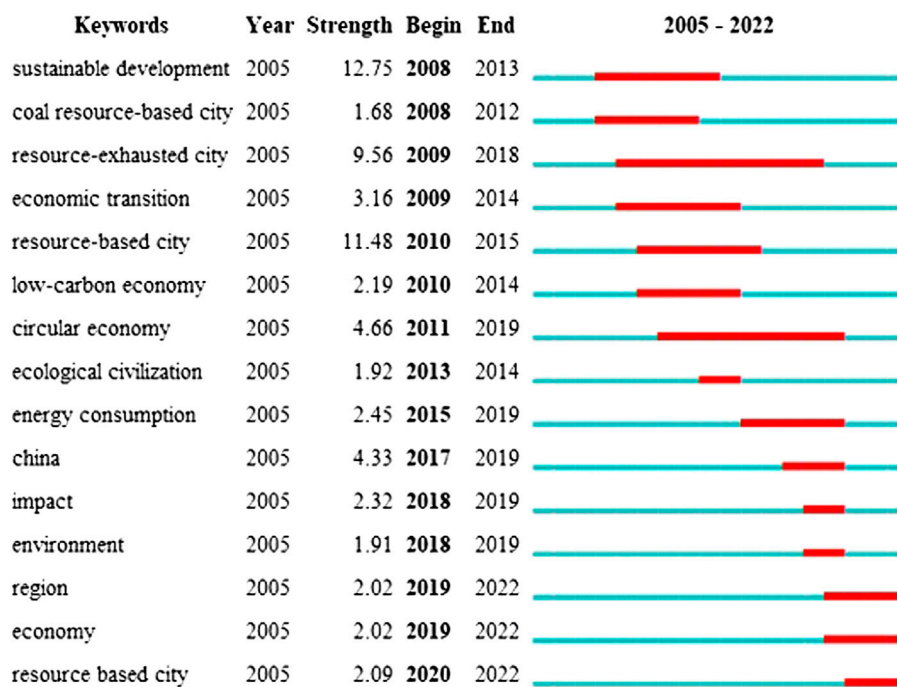 Keywords Year Strength Begin End 2005 - 2022
sustainable development 2005 12.75 2008 2013
coal resource-based city 2005 1.68 2008 2012
resource-exhausted city 2005 9.56 2009 2018
economic transition 2005 3.16 2009 2014
resource-based city 2005 11.48 2010 2015
low-carbon economy 2005 2.19 2010 2014
circular economy 2005 4.66 2011 2019
ecological civilization 2005 1.92 2013 2014
energy consumption 2005 2.45 2015 2019
china 2005 4.33 2017 2019
impact 2005 2.32 2018 2019
environment 2005 1.91 2018 2019
region 2005 2.02 2019 2022
economy 2005 2.02 2019 2022
resource based city 2005 2.09 2020 2022